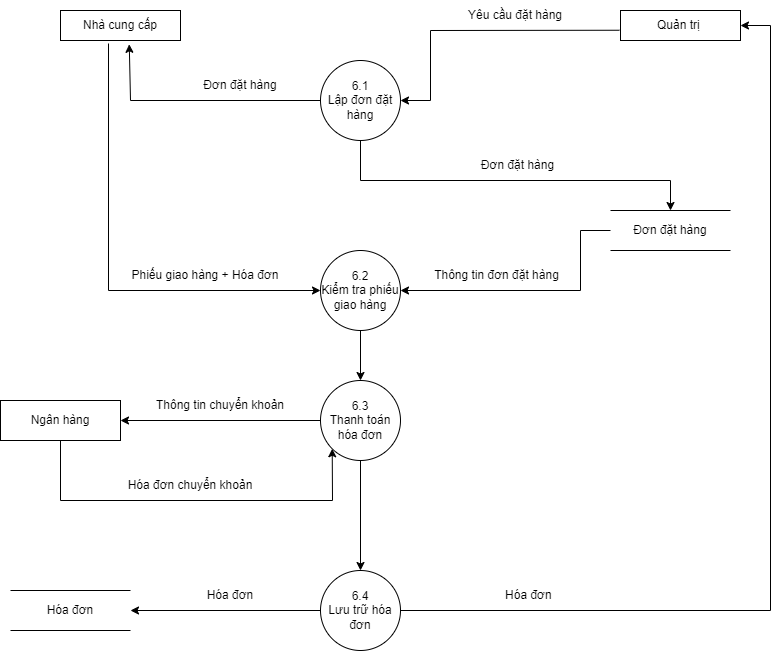 Yêu cầu đặt hàng
Nhà cung cấp
Quản trị
Đơn đặt hàng
6.1
Lập đơn đặt
hàng
Đơn đặt hàng
Đơn đặt hàng
Phiếu giao hàng + Hóa đơn
6.2
Kiểm tra phiếu
giao hàng
Thông tin đơn đặt hàng
Thông tin chuyển khoản
6.3
Thanh toán
hóa đơn
Ngân hàng
Hóa đơn chuyển khoản
Hóa đơn
Hóa đơn
6.4
Lưu trữ hóa
đơn
Hóa đơn